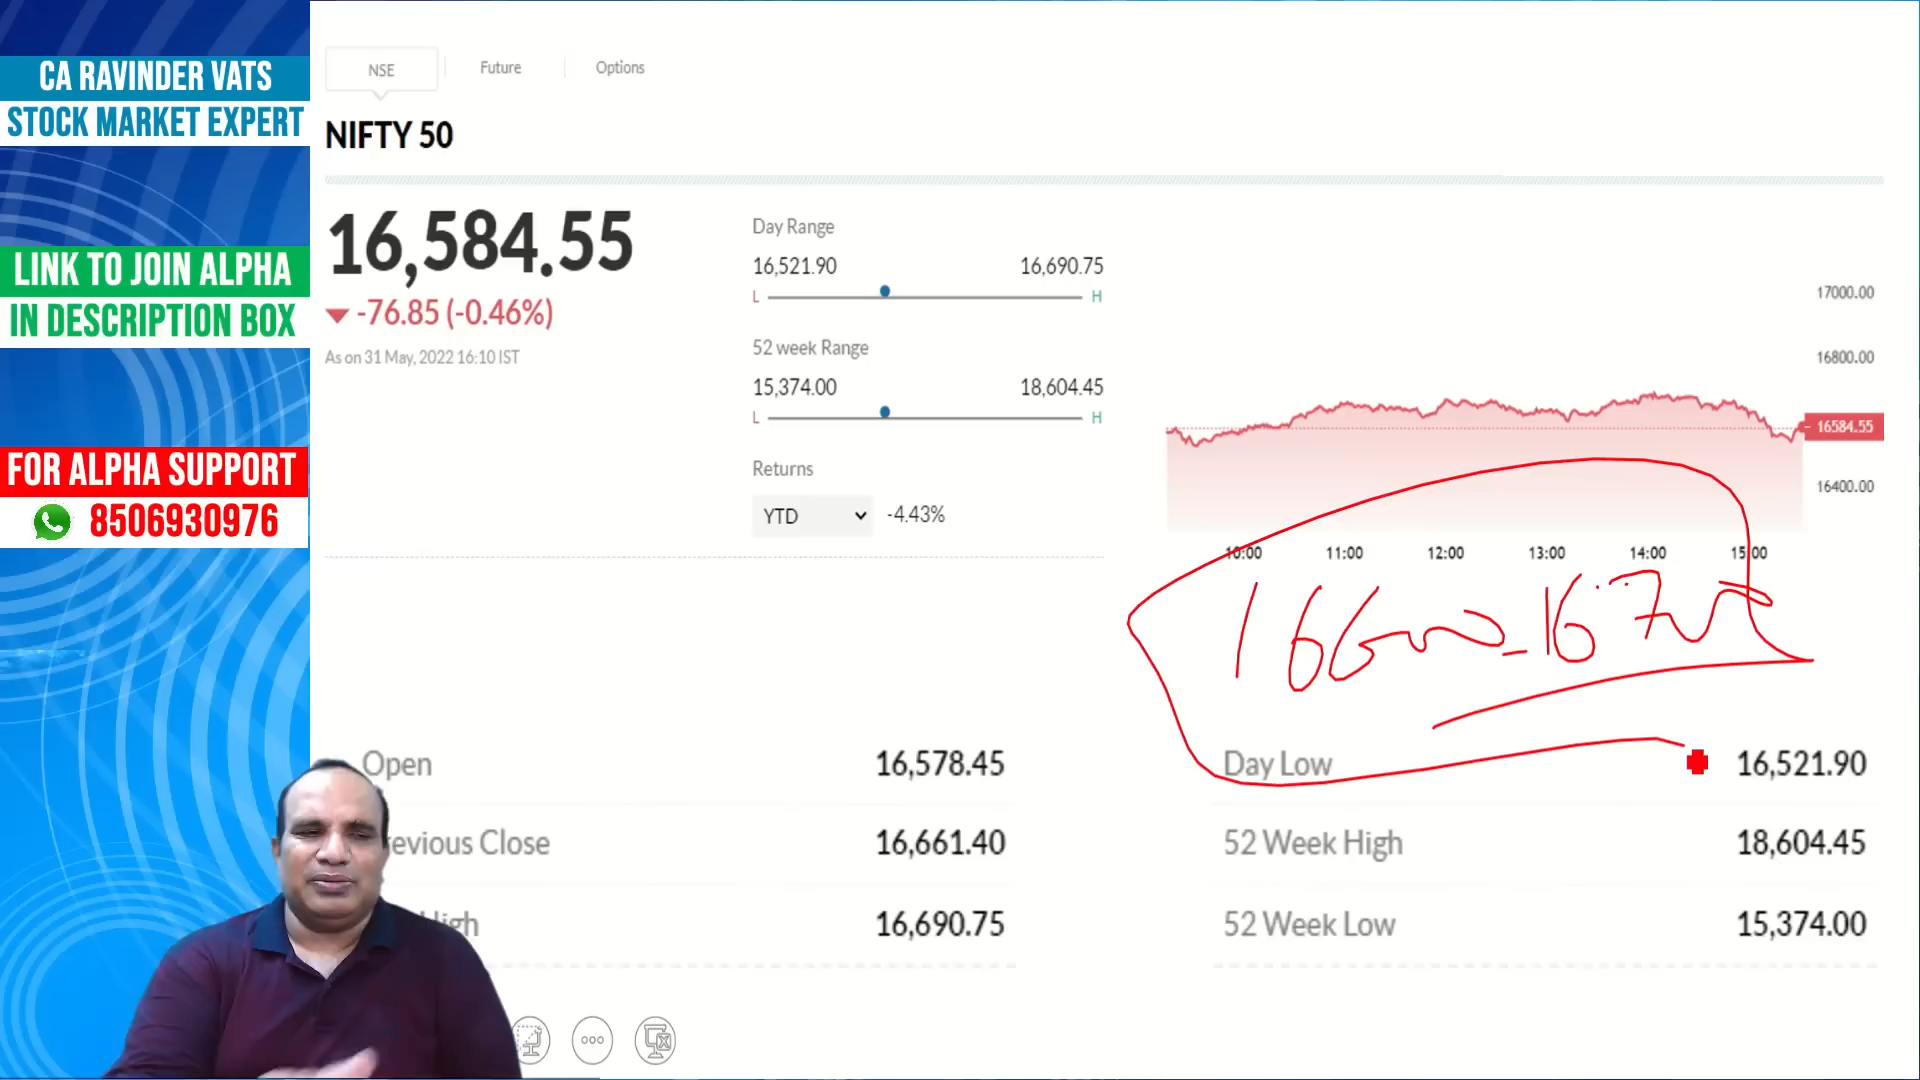 CA RAVINDER VATS
STOCK MARKET EXPERT
LINK TO JOIN ALPHA
IN DESCRIPTION BOX
FOR ALPHA SUPPORT
8506930976
NSE
Future
Options
NIFTY 50
16,584.55
-76.85 (-0.46%)
As on 31 May, 2022 16:10 IST
Day Range
16,521.90 16,690.75
L H
52 week Range
15,374.00 18,604.45
L H
Returns
YTD -4.43%
17000.00
16800.00
16584.55
16400.00
10:00 11:00 12:00 13:00 14:00 15:00
Open 16,578.45
revious Close 16,661.40
High 16,690.75
Day Low 16,521.90
52 Week High 18,604.45
52 Week Low 15,374.00